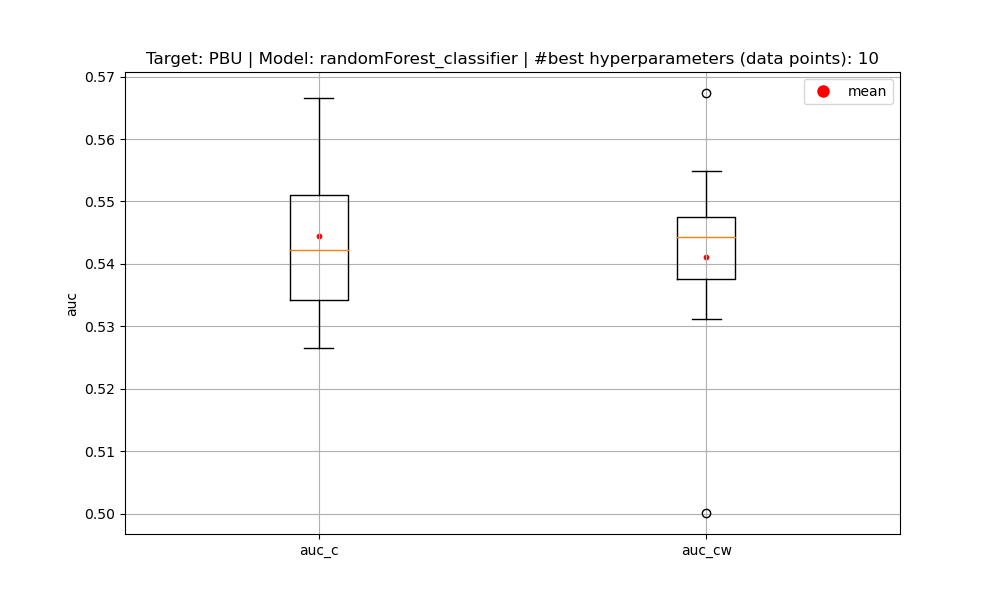 Target: PBU | Model: randomForest_classifier | #best hyperparameters (data points): 10
mean
auc
0.57
0.56
0.55
0.54
0.53
0.52
0.51
0.50
auc_c
auc_cw